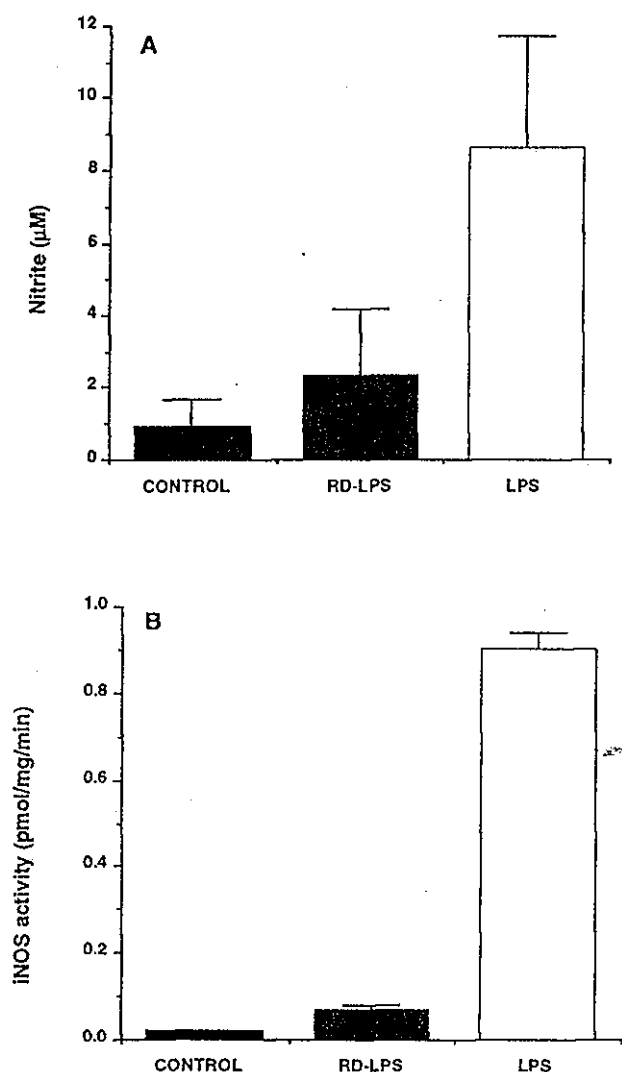 A
12
10
8
6
4
2
0
Nitrite (µM)
CONTROL RD-LPS LPS
B
1.0
0.8
0.6
0.4
0.2
0.0
iNOS activity (pmol/mg/min)
CONTROL RD-LPS LPS